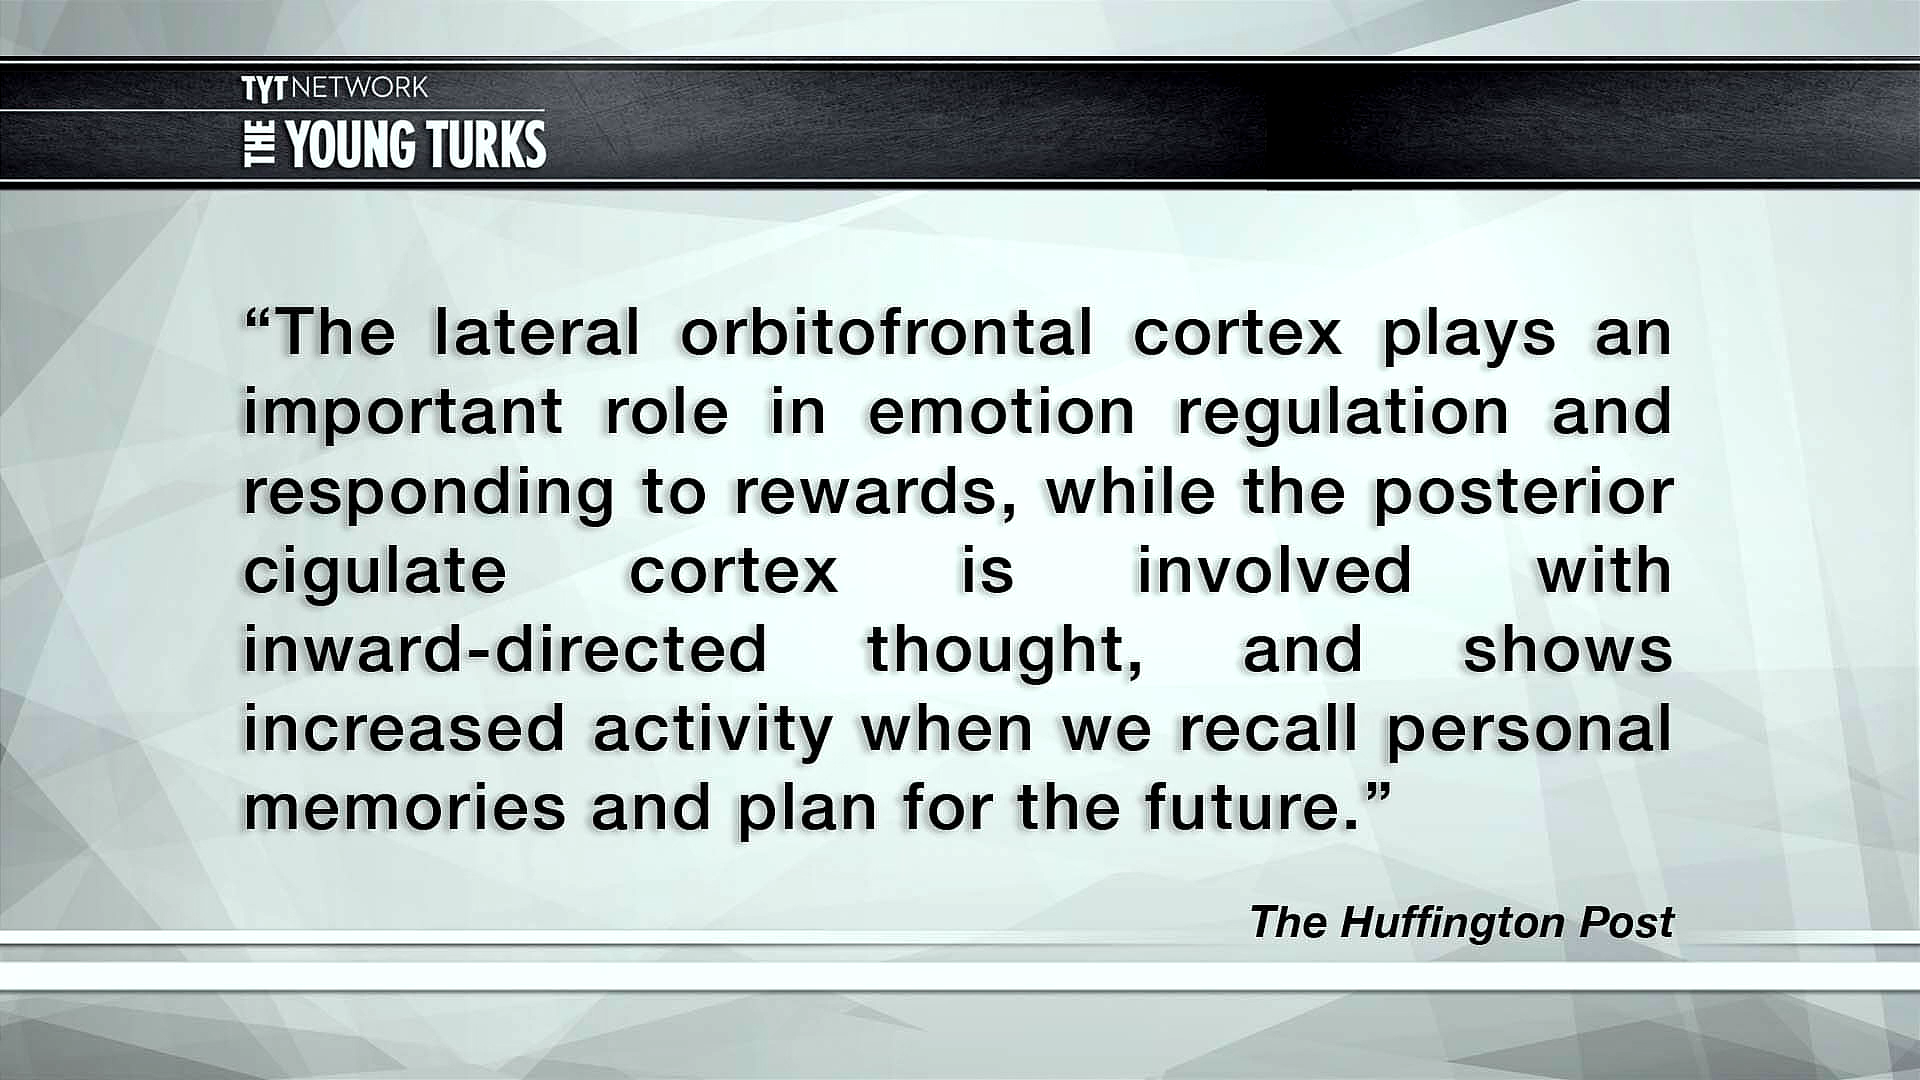 TYT NETWORK
THE YOUNG TURKS
“The lateral orbitofrontal cortex plays an
important role in emotion regulation and
responding to rewards, while the posterior
cigulate cortex is involved with
inward-directed thought, and shows
increased activity when we recall personal
memories and plan for the future.”
The Huffington Post